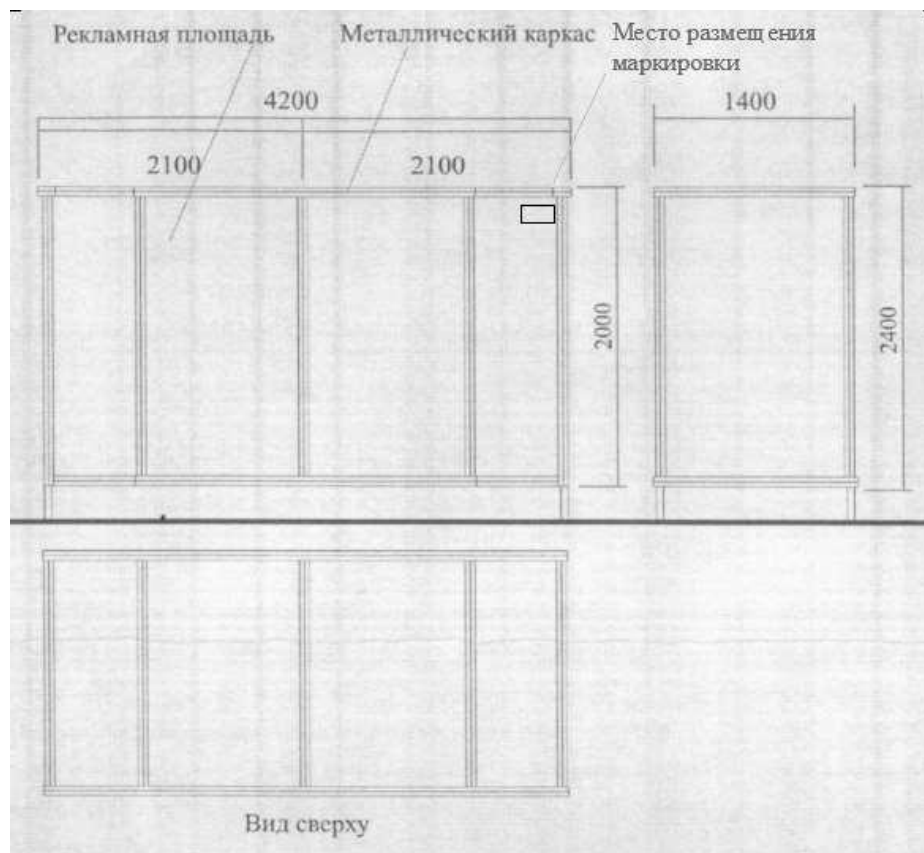 Рекламная площадь
Металлический каркас
Место размещения
маркировки
4200
1400
2100
2100
2000
2400
Вид сверху